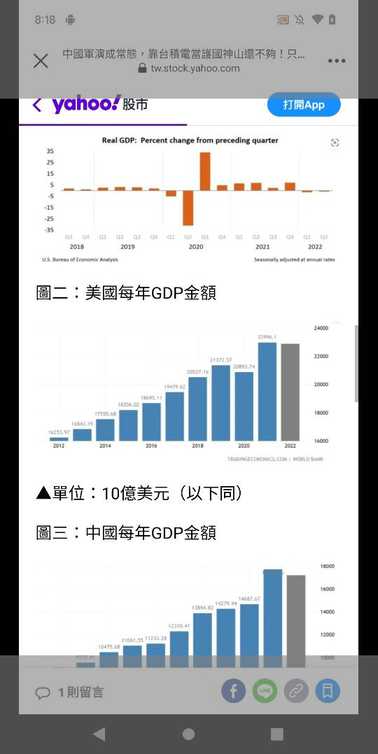 8:18
中國軍演成常態，靠台積電當護國神山還不夠！只...
tw.stock.yahoo.com
yahoo! 股市
打開App
Real GDP: Percent change from preceding quarter
35
25
15
5
-5
-15
-25
-35
2018 2019 2020 2021 2022
U.S. Bureau of Economic Analysis
Seasonally adjusted at annual rates
圖二：美國每年GDP金額
24000
22000
20000
18000
16000
2012 2014 2016 2018 2020 2022
TRADINGECONOMICS.COM | WORLD BANK
▲單位：10億美元（以下同）
圖三：中國每年GDP金額
18000
16000
14000
12000
10000
1則留言